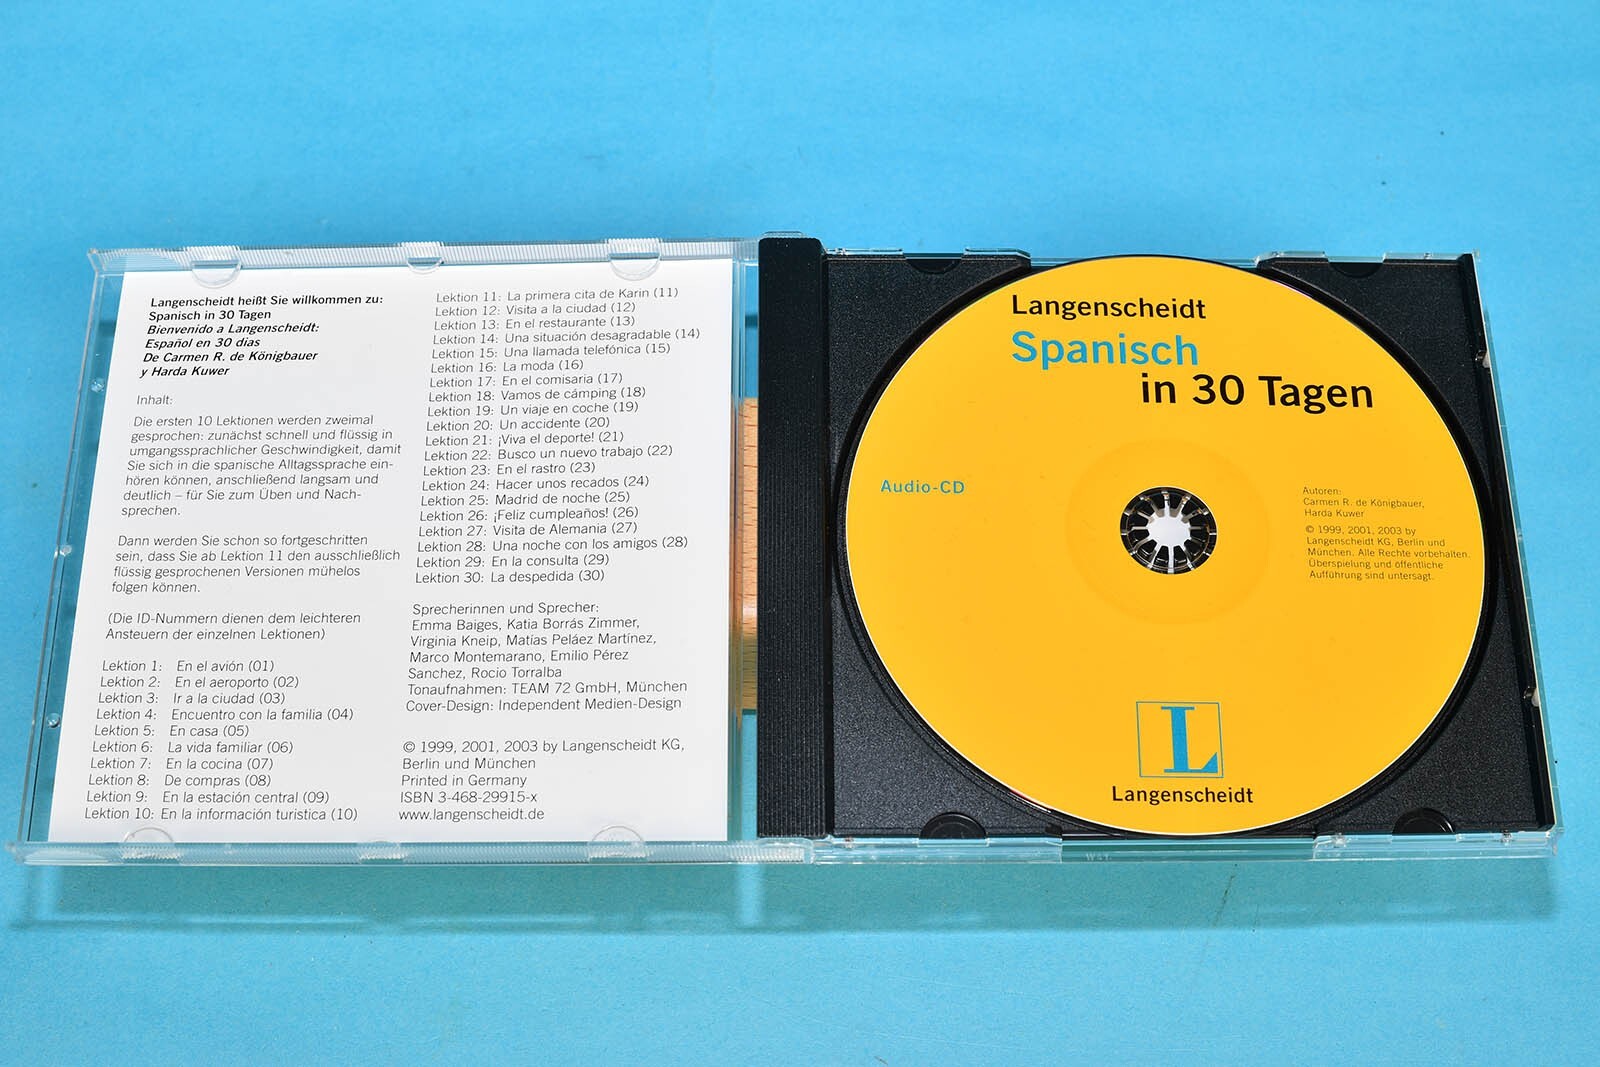 Langenscheidt heißt Sie willkommen zu:
Spanisch in 30 Tagen
Bienvenido a Langenscheidt:
Español en 30 dias
De Carmen R. de Königbauer
y Harda Kuwer
Inhalt:
Die ersten 10 Lektionen werden zweimal
gesprochen: zunächst schnell und flüssig in
umgangssprachlicher Geschwindigkeit, damit
Sie sich in die spanische Alltagssprache ein-
hören können, anschließend langsam und
deutlich – für Sie zum Üben und Nach-
sprechen.
Dann werden Sie schon so fortgeschritten
sein, dass Sie ab Lektion 11 den ausschließlich
flüssig gesprochenen Versionen mühelos
folgen können.
(Die ID-Nummern dienen dem leichteren
Ansteuern der einzelnen Lektionen)
Lektion 1: En el avión (01)
Lektion 2: En el aeroporto (02)
Lektion 3: Ir a la ciudad (03)
Lektion 4: Encuentro con la familia (04)
Lektion 5: En casa (05)
Lektion 6: La vida familiar (06)
Lektion 7: En la cocina (07)
Lektion 8: De compras (08)
Lektion 9: En la estación central (09)
Lektion 10: En la información turistica (10)
Lektion 11: La primera cita de Karin (11)
Lektion 12: Visita a la ciudad (12)
Lektion 13: En el restaurante (13)
Lektion 14: Una situación desagradable (14)
Lektion 15: Una llamada telefónica (15)
Lektion 16: La moda (16)
Lektion 17: En el comisaria (17)
Lektion 18: Vamos de cámping (18)
Lektion 19: Un viaje en coche (19)
Lektion 20: Un accidente (20)
Lektion 21: ¡Viva el deporte! (21)
Lektion 22: Busco un nuevo trabajo (22)
Lektion 23: En el rastro (23)
Lektion 24: Hacer unos recados (24)
Lektion 25: Madrid de noche (25)
Lektion 26: ¡Feliz cumpleaños! (26)
Lektion 27: Visita de Alemania (27)
Lektion 28: Una noche con los amigos (28)
Lektion 29: En la consulta (29)
Lektion 30: La despedida (30)
Sprecherinnen und Sprecher:
Emma Baiges, Katia Borrás Zimmer,
Virginia Kneip, Matías Peláez Martínez,
Marco Montemarano, Emilio Pérez
Sanchez, Rocio Torralba
Tonaufnahmen: TEAM 72 GmbH, München
Cover-Design: Independent Medien-Design
© 1999, 2001, 2003 by Langenscheidt KG,
Berlin und München
Printed in Germany
ISBN 3-468-29915-x
www.langenscheidt.de
Langenscheidt
Spanisch
in 30 Tagen
Audio-CD
Autoren:
Carmen R. de Königbauer,
Harda Kuwer
© 1999, 2001, 2003 by
Langenscheidt KG, Berlin und
München. Alle Rechte vorbehalten.
Überspielung und öffentliche
Aufführung sind untersagt.
L
Langenscheidt